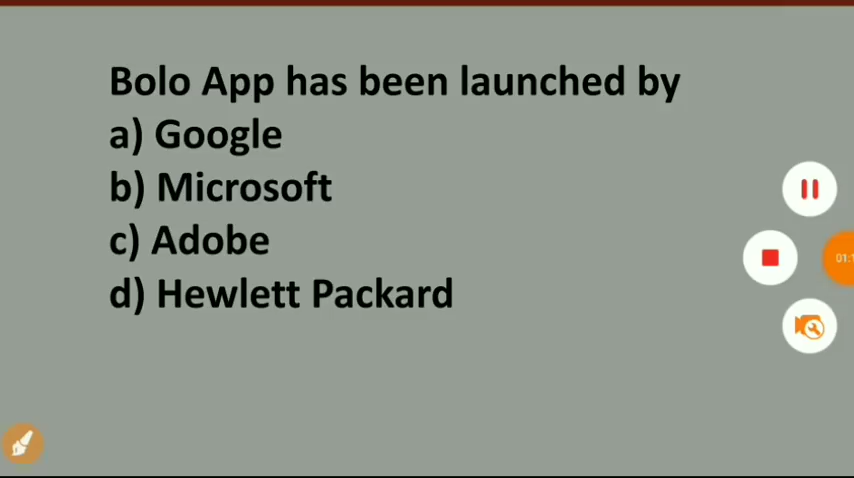 Bolo App has been launched by
a) Google
b) Microsoft
c) Adobe
d) Hewlett Packard